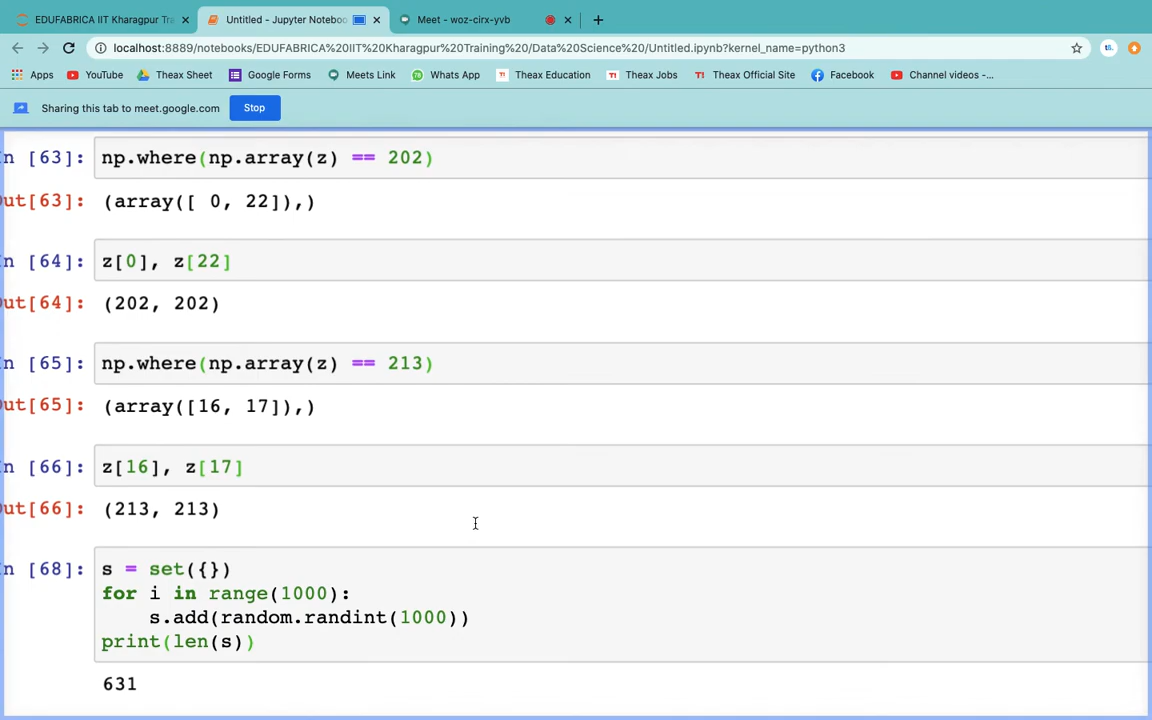 EDUFABRICA IIT Kharagpur Tra
Untitled - Jupyter Noteboo
Meet - woz-cirx-yvb
localhost:8889/notebooks/EDUFABRICA%20IIT%20Kharagpur%20Training%20/Data%20Science%20/Untitled.ipynb?kernel_name=python3
Apps
YouTube
Theax Sheet
Google Forms
Meets Link
Whats App
Theax Education
Theax Jobs
Theax Official Site
Facebook
Channel videos -...
Sharing this tab to meet.google.com
Stop
n [63]: np.where(np.array(z) == 202)
ut[63]: (array([ 0, 22]),)
n [64]: z[0], z[22]
ut[64]: (202, 202)
n [65]: np.where(np.array(z) == 213)
ut[65]: (array([16, 17]),)
n [66]: z[16], z[17]
ut[66]: (213, 213)
n [68]: s = set({})
for i in range(1000):
s.add(random.randint(1000))
print(len(s))
631